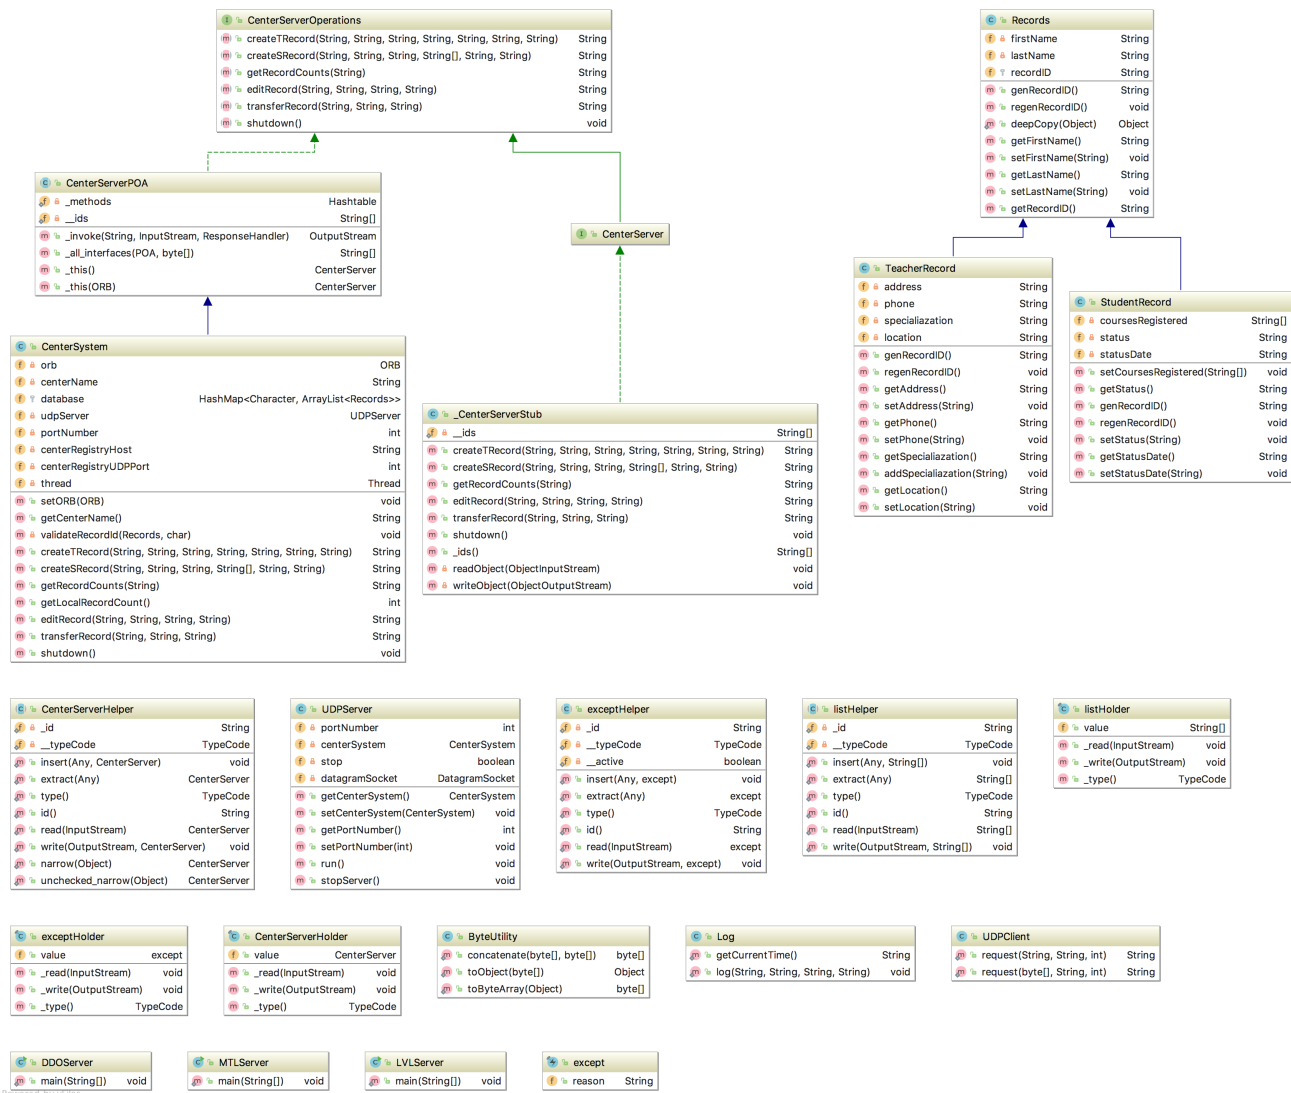 CenterServerOperations
createTRecord(String, String, String, String, String, String, String) String
createSRecord(String, String, String, String[], String, String) String
getRecordCounts(String) String
editRecord(String, String, String, String) String
transferRecord(String, String, String) String
shutdown() void
Records
firstName String
lastName String
recordID String
genRecordID() String
regenRecordID() void
deepCopy(Object) Object
getFirstName() String
setFirstName(String) void
getLastName() String
setLastName(String) void
getRecordID() String
CenterServerPOA
_methods Hashtable
__ids String[]
_invoke(String, InputStream, ResponseHandler) OutputStream
_all_interfaces(POA, byte[]) String[]
_this() CenterServer
_this(ORB) CenterServer
CenterServer
TeacherRecord
address String
phone String
specialiazation String
location String
genRecordID() String
regenRecordID() void
getAddress() String
setAddress(String) void
getPhone() String
setPhone(String) void
getSpecialiazation() String
addSpecialiazation(String) void
getLocation() String
setLocation(String) void
StudentRecord
coursesRegistered String[]
status String
statusDate String
setCoursesRegistered(String[]) void
getStatus() String
genRecordID() String
regenRecordID() void
setStatus(String) void
getStatusDate() String
setStatusDate(String) void
CenterSystem
orb ORB
centerName String
database HashMap<Character, ArrayList<Records>>
udpServer UDPServer
portNumber int
centerRegistryHost String
centerRegistryUDPPort int
thread Thread
setORB(ORB) void
getCenterName() String
validateRecordId(Records, char) void
createTRecord(String, String, String, String, String, String, String) String
createSRecord(String, String, String, String[], String, String) String
getRecordCounts(String) String
getLocalRecordCount() int
editRecord(String, String, String, String) String
transferRecord(String, String, String) String
shutdown() void
_CenterServerStub
__ids String[]
createTRecord(String, String, String, String, String, String, String) String
createSRecord(String, String, String, String[], String, String) String
getRecordCounts(String) String
editRecord(String, String, String, String) String
transferRecord(String, String, String) String
shutdown() void
_ids() String[]
readObject(ObjectInputStream) void
writeObject(ObjectOutputStream) void
CenterServerHelper
_id String
__typeCode TypeCode
insert(Any, CenterServer) void
extract(Any) CenterServer
type() TypeCode
id() String
read(InputStream) CenterServer
write(OutputStream, CenterServer) void
narrow(Object) CenterServer
unchecked_narrow(Object) CenterServer
UDPServer
portNumber int
centerSystem CenterSystem
stop boolean
datagramSocket DatagramSocket
getCenterSystem() CenterSystem
setCenterSystem(CenterSystem) void
getPortNumber() int
setPortNumber(int) void
run() void
stopServer() void
exceptHelper
_id String
__typeCode TypeCode
__active boolean
insert(Any, except) void
extract(Any) except
type() TypeCode
id() String
read(InputStream) except
write(OutputStream, except) void
listHelper
_id String
__typeCode TypeCode
insert(Any, String[]) void
extract(Any) String[]
type() TypeCode
id() String
read(InputStream) String[]
write(OutputStream, String[]) void
listHolder
value String[]
_read(InputStream) void
_write(OutputStream) void
_type() TypeCode
exceptHolder
value except
_read(InputStream) void
_write(OutputStream) void
_type() TypeCode
CenterServerHolder
value CenterServer
_read(InputStream) void
_write(OutputStream) void
_type() TypeCode
ByteUtility
concatenate(byte[], byte[]) byte[]
toObject(byte[]) Object
toByteArray(Object) byte[]
Log
getCurrentTime() String
log(String, String, String, String) void
UDPClient
request(String, String, int) String
request(byte[], String, int) String
DDOServer
main(String[]) void
MTLServer
main(String[]) void
LVLServer
main(String[]) void
except
reason String